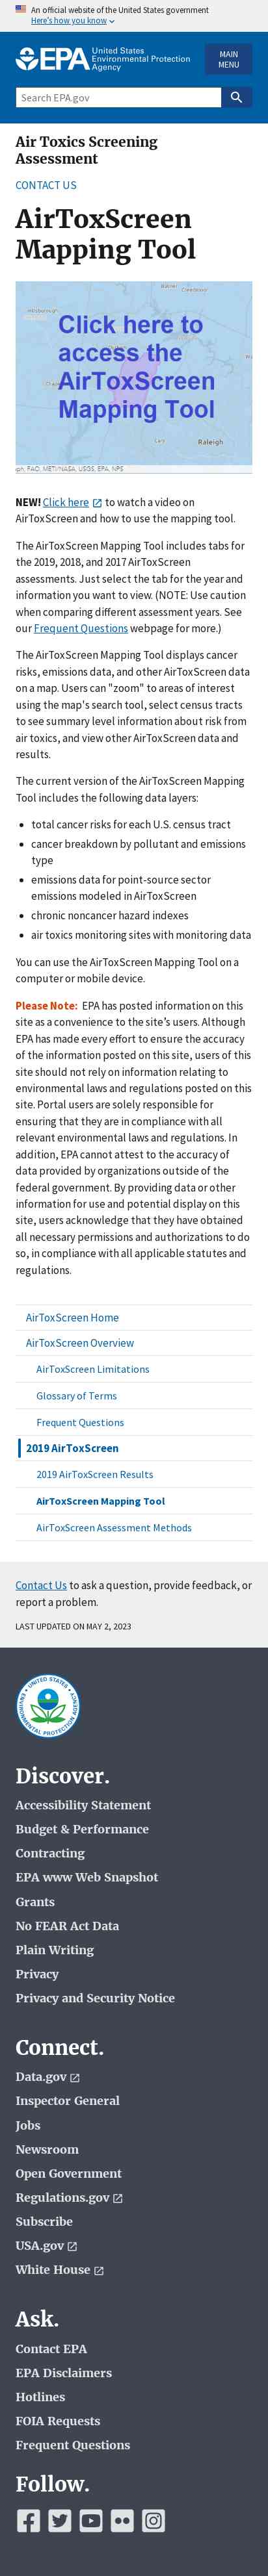 An official website of the United States government
Here's how you know
EPA United States
Environmental Protection
Agency
MAIN
MENU
Search EPA.gov
Air Toxics Screening
Assessment
CONTACT US
AirToxScreen
Mapping Tool
Hillsborough
Creedmoor
Click here to
access the
AirToxScreen
Mapping Tool
Raleigh
NEW! Click here to watch a video on
AirToxScreen and how to use the mapping tool.
The AirToxScreen Mapping Tool includes tabs for
the 2019, 2018, and 2017 AirToxScreen
assessments. Just select the tab for the year of the
information you want to view. (NOTE: Use caution
when comparing different assessment years. See
our Frequent Questions webpage for more.)
The AirToxScreen Mapping Tool displays cancer
risks, emissions data, and other AirToxScreen data
on a map. Users can "zoom" to areas of interest
using the map's search tool, select census tracts
to see summary level information about risk from
air toxics, and view other AirToxScreen data and
results.
The current version of the AirToxScreen Mapping
Tool includes the following data layers:
total cancer risks for each U.S. census tract
cancer breakdown by pollutant and emissions
type
emissions data for point-source sector
emissions modeled in AirToxScreen
chronic noncancer hazard indexes
air toxics monitoring sites with monitoring data
You can use the AirToxScreen Mapping Tool on a
computer or mobile device.
Please Note: EPA has posted information on this
site as a convenience to the site's users. Although
EPA has made every effort to ensure the accuracy
of the information posted on this site, users of this
site should not rely on information relating to
environmental laws and regulations posted on this
site. Portal users are solely responsible for
ensuring that they are in compliance with all
relevant environmental laws and regulations. In
addition, EPA cannot attest to the accuracy of
data provided by organizations outside of the
federal government. By providing data or other
information for use and potential display on this
site, users acknowledge that they have obtained
all necessary permissions and authorizations to do
so, in compliance with all applicable statutes and
regulations.
AirToxScreen Home
AirToxScreen Overview
AirToxScreen Limitations
Glossary of Terms
Frequent Questions
2019 AirToxScreen
2019 AirToxScreen Results
AirToxScreen Mapping Tool
AirToxScreen Assessment Methods
Contact Us to ask a question, provide feedback, or
report a problem.
LAST UPDATED ON MAY 2, 2023
UNITED STATES
ENVIRONMENTAL PROTECTION AGENCY
Discover.
Accessibility Statement
Budget & Performance
Contracting
EPA www Web Snapshot
Grants
No FEAR Act Data
Plain Writing
Privacy
Privacy and Security Notice
Connect.
Data.gov
Inspector General
Jobs
Newsroom
Open Government
Regulations.gov
Subscribe
USA.gov
White House
Ask.
Contact EPA
EPA Disclaimers
Hotlines
FOIA Requests
Frequent Questions
Follow.